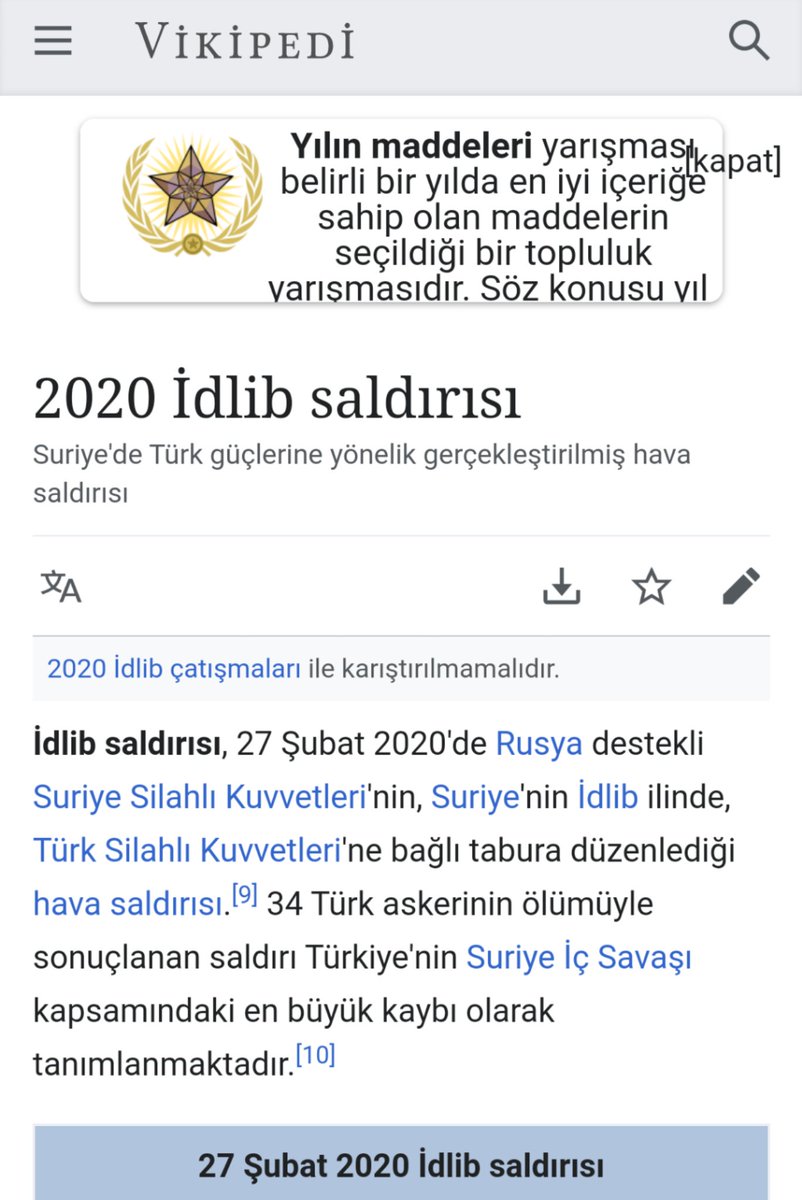 VİKİPEDİ
Yılın maddeleri yarışması
[kapat]
belirli bir yılda en iyi içeriğe
sahip olan maddelerin
seçildiği bir topluluk
yarışmasıdır. Söz konusu yıl
2020 İdlib saldırısı
Suriye'de Türk güçlerine yönelik gerçekleştirilmiş hava
saldırısı
2020 İdlib çatışmaları ile karıştırılmamalıdır.
İdlib saldırısı, 27 Şubat 2020'de Rusya destekli
Suriye Silahlı Kuvvetleri'nin, Suriye'nin İdlib ilinde,
Türk Silahlı Kuvvetleri'ne bağlı tabura düzenlediği
hava saldırısı.[9] 34 Türk askerinin ölümüyle
sonuçlanan saldırı Türkiye'nin Suriye İç Savaşı
kapsamındaki en büyük kaybı olarak
tanımlanmaktadır.[10]
27 Şubat 2020 İdlib saldırısı